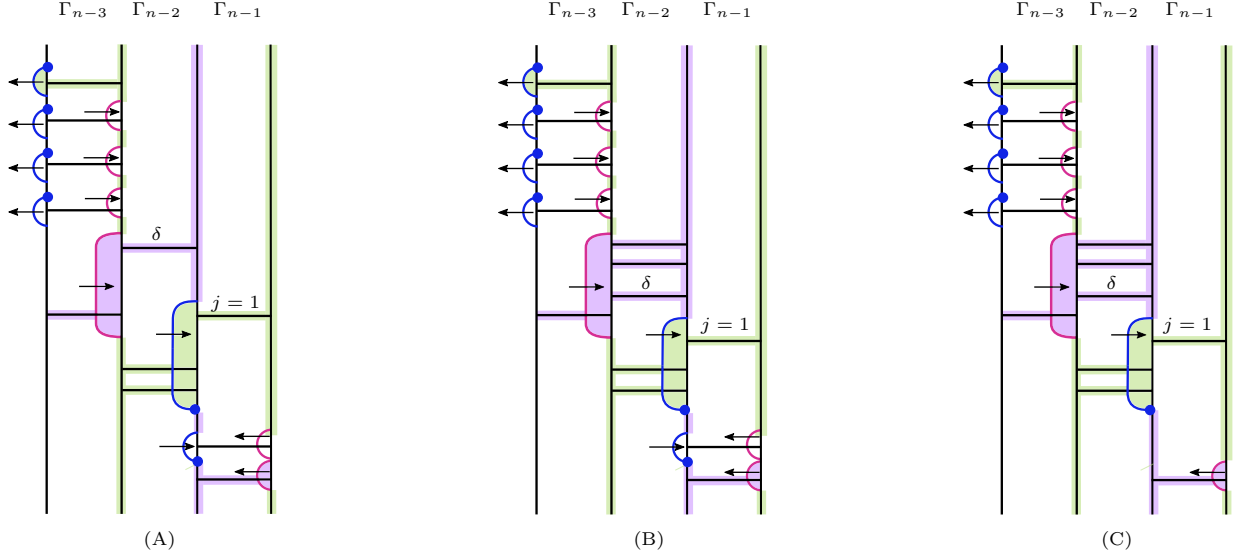 Γ_{n−3} Γ_{n−2} Γ_{n−1} Γ_{n−3} Γ_{n−2} Γ_{n−1} Γ_{n−3} Γ_{n−2} Γ_{n−1}
δ
δ δ
j = 1
j = 1 j = 1
(A) (B) (C)